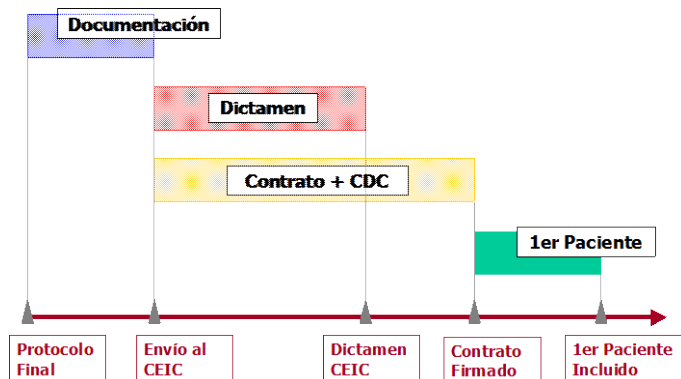 Documentación
Dictamen
Contrato + CDC
1er Paciente
Protocolo
Final
Envío al
CEIC
Dictamen
CEIC
Contrato
Firmado
1er Paciente
Incluido